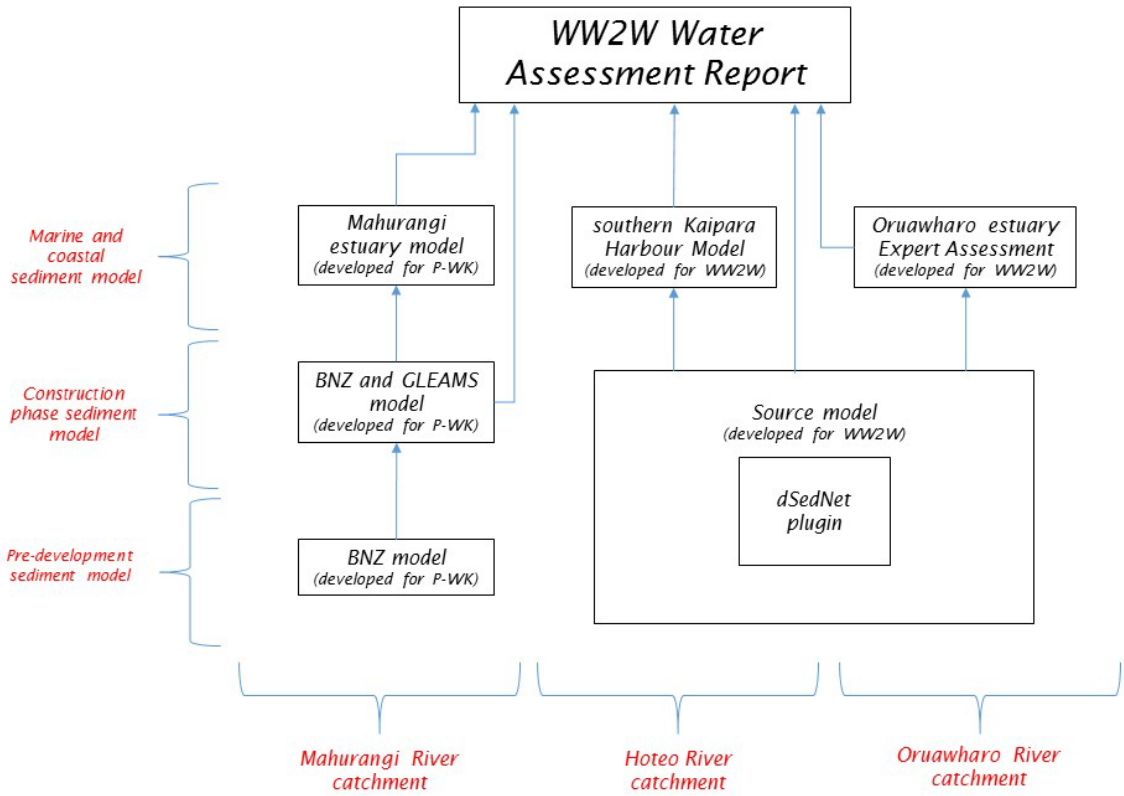 WW2W Water
Assessment Report
Marine and
coastal
sediment model
Mahurangi
estuary model
(developed for P-WK)
southern Kaipara
Harbour Model
(developed for WW2W)
Oruawharo estuary
Expert Assessment
(developed for WW2W)
Construction
phase sediment
model
BNZ and GLEAMS
model
(developed for P-WK)
Source model
(developed for WW2W)
dSedNet
plugin
Pre-development
sediment model
BNZ model
(developed for P-WK)
Mahurangi River
catchment
Hoteo River
catchment
Oruawharo River
catchment